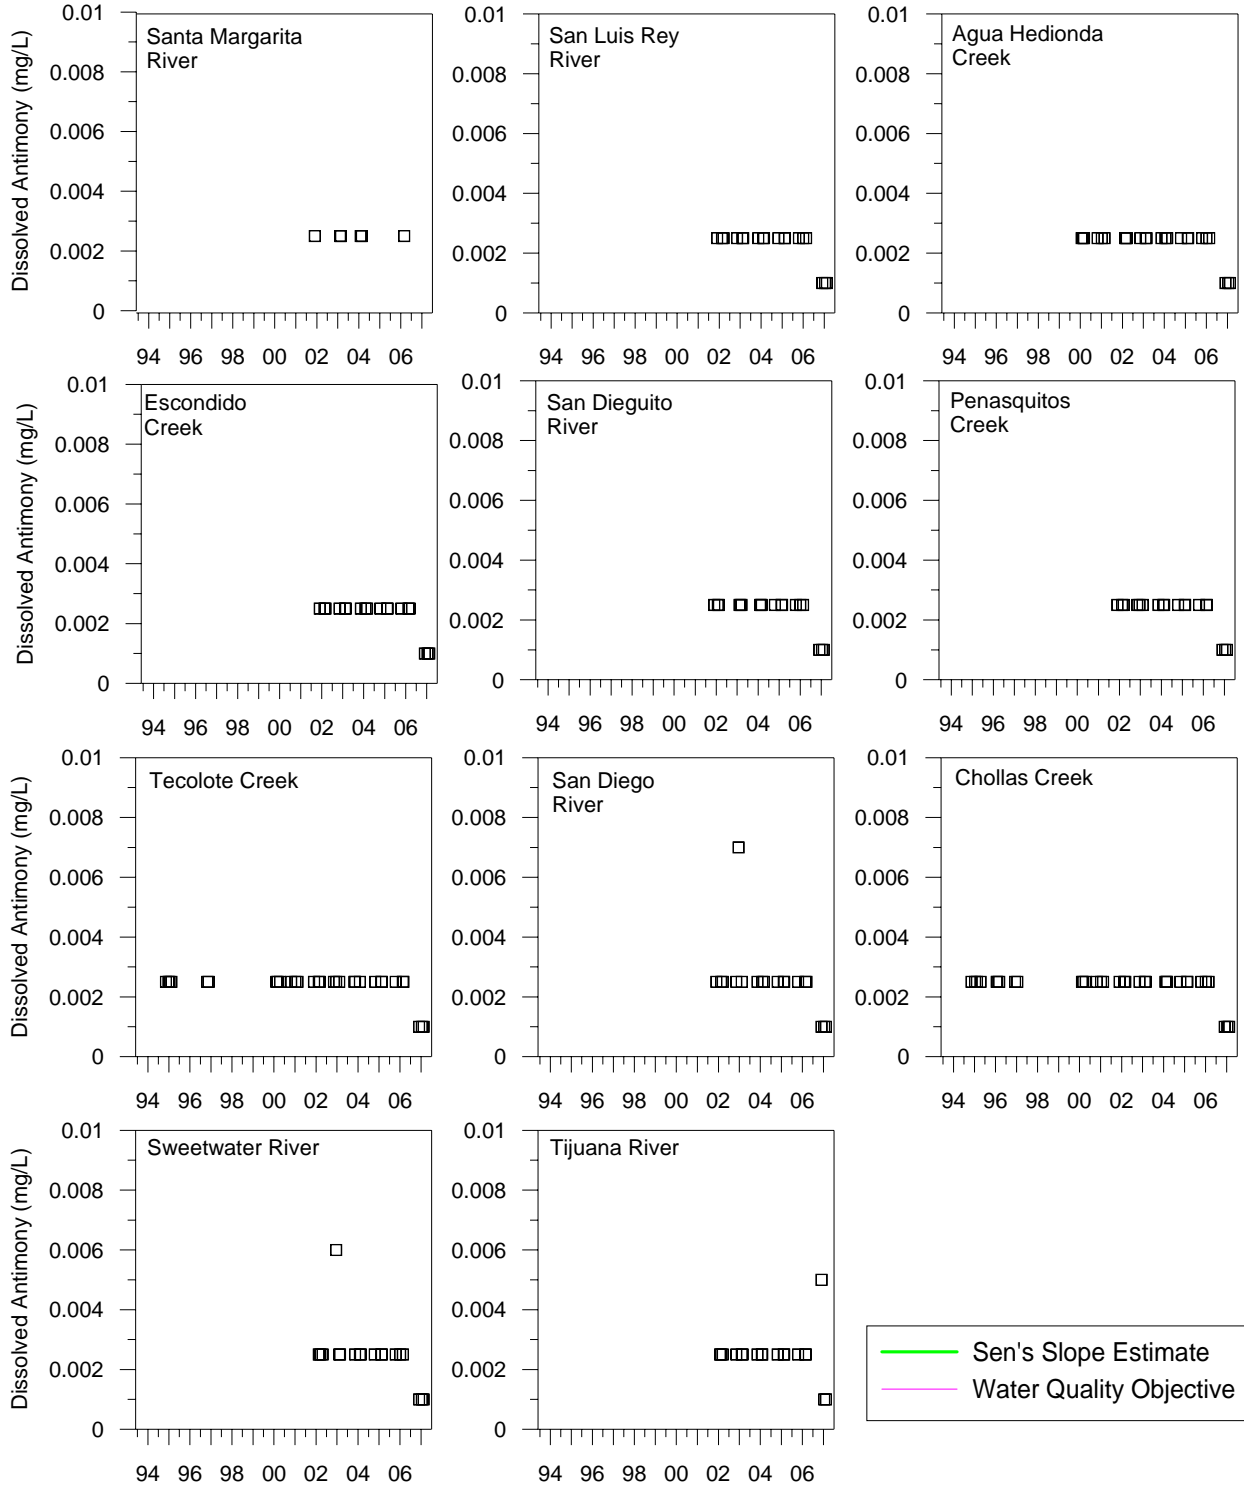 Dissolved Antimony (mg/L)
0.01
0.008
0.006
0.004
0.002
0
Santa Margarita
River
94 96 98 00 02 04 06
0.01
0.008
0.006
0.004
0.002
0
San Luis Rey
River
94 96 98 00 02 04 06
0.01
0.008
0.006
0.004
0.002
0
Agua Hedionda
Creek
94 96 98 00 02 04 06
Dissolved Antimony (mg/L)
0.01
0.008
0.006
0.004
0.002
0
Escondido
Creek
94 96 98 00 02 04 06
0.01
0.008
0.006
0.004
0.002
0
San Dieguito
River
94 96 98 00 02 04 06
0.01
0.008
0.006
0.004
0.002
0
Penasquitos
Creek
94 96 98 00 02 04 06
Dissolved Antimony (mg/L)
0.01
0.008
0.006
0.004
0.002
0
Tecolote Creek
94 96 98 00 02 04 06
0.01
0.008
0.006
0.004
0.002
0
San Diego
River
94 96 98 00 02 04 06
0.01
0.008
0.006
0.004
0.002
0
Chollas Creek
94 96 98 00 02 04 06
Dissolved Antimony (mg/L)
0.01
0.008
0.006
0.004
0.002
0
Sweetwater River
94 96 98 00 02 04 06
0.01
0.008
0.006
0.004
0.002
0
Tijuana River
94 96 98 00 02 04 06
Sen's Slope Estimate
Water Quality Objective